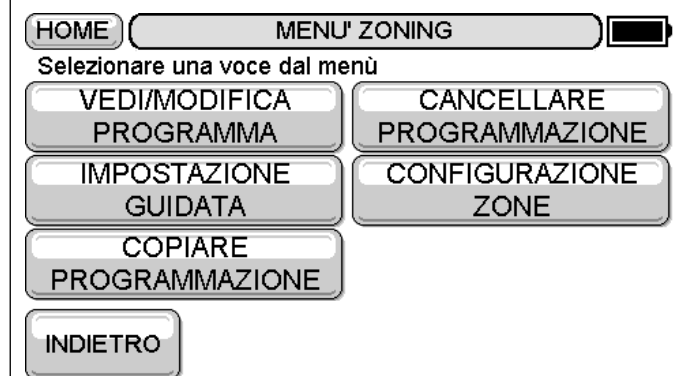 HOME MENU' ZONING
Selezionare una voce dal menù
VEDI/MODIFICA CANCELLARE
PROGRAMMA PROGRAMMAZIONE
IMPOSTAZIONE CONFIGURAZIONE
GUIDATA ZONE
COPIARE
PROGRAMMAZIONE
INDIETRO